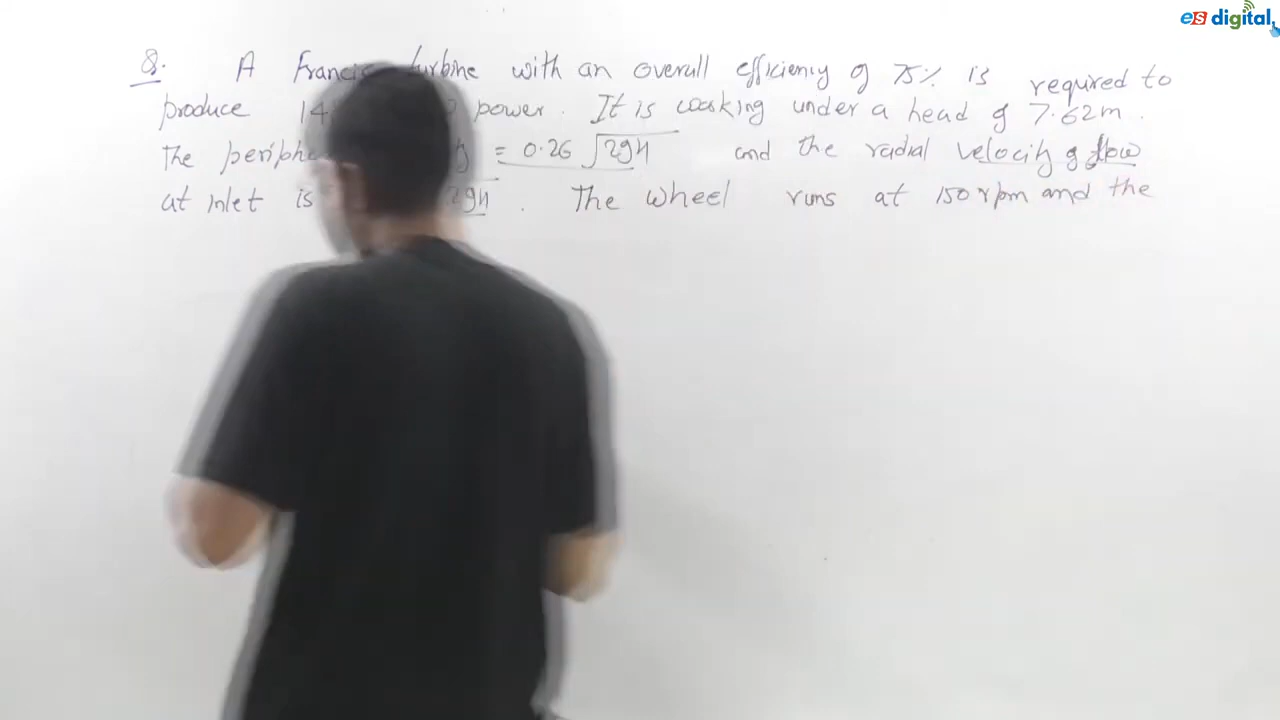 es digital
Q. A Francis turbine with an overall efficiency of 75% is required to
produce 14 power. It is working under a head of 7.62m.
The = 0.26 √2gH and the radial velocity of flow
at inlet is 2gH. The wheel runs at 150 rpm and the